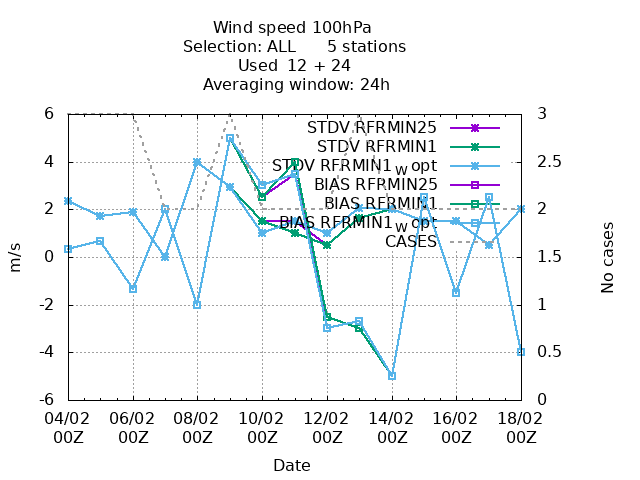 Wind speed 100hPa
Selection: ALL 5 stations
Used 12 + 24
Averaging window: 24h
6 3
STDV RFRMIN25
STDV RFRMIN1
4 2.5
STDV RFRMIN1_w opt
BIAS RFRMIN25
BIAS RFRMIN1
2 2
BIAS RFRMIN1_w opt
CASES
m/s
No cases
0 1.5
-2 1
-4 0.5
-6 0
04/02 06/02 08/02 10/02 12/02 14/02 16/02 18/02
00Z 00Z 00Z 00Z 00Z 00Z 00Z 00Z
Date